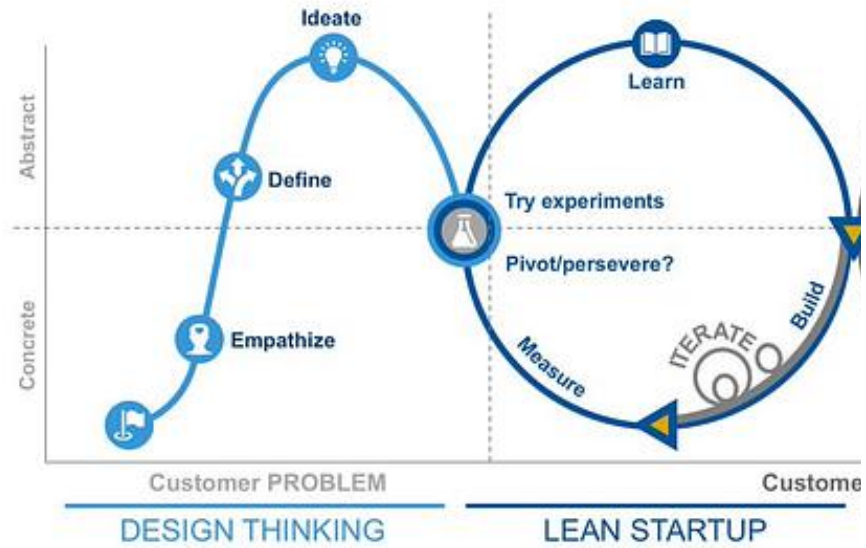 Ideate
Learn
Abstract
Define
Try experiments
Pivot/persevere?
Concrete
Empathize
Measure
ITERATE
Build
Customer PROBLEM
Custome
DESIGN THINKING
LEAN STARTUP